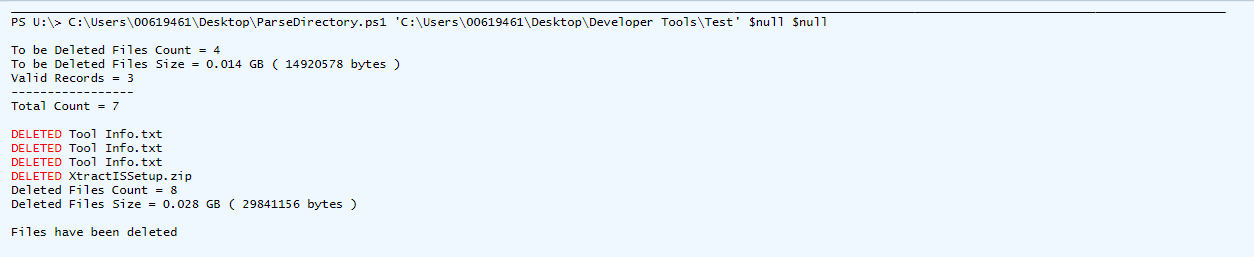 PS U:\> C:\Users\00619461\Desktop\ParseDirectory.ps1 'C:\Users\00619461\Desktop\Developer Tools\Test' $null $null
To be Deleted Files Count = 4
To be Deleted Files Size = 0.014 GB ( 14920578 bytes )
Valid Records = 3
-----------------
Total Count = 7
DELETED Tool Info.txt
DELETED Tool Info.txt
DELETED Tool Info.txt
DELETED XtractISSetup.zip
Deleted Files Count = 8
Deleted Files Size = 0.028 GB ( 29841156 bytes )
Files have been deleted